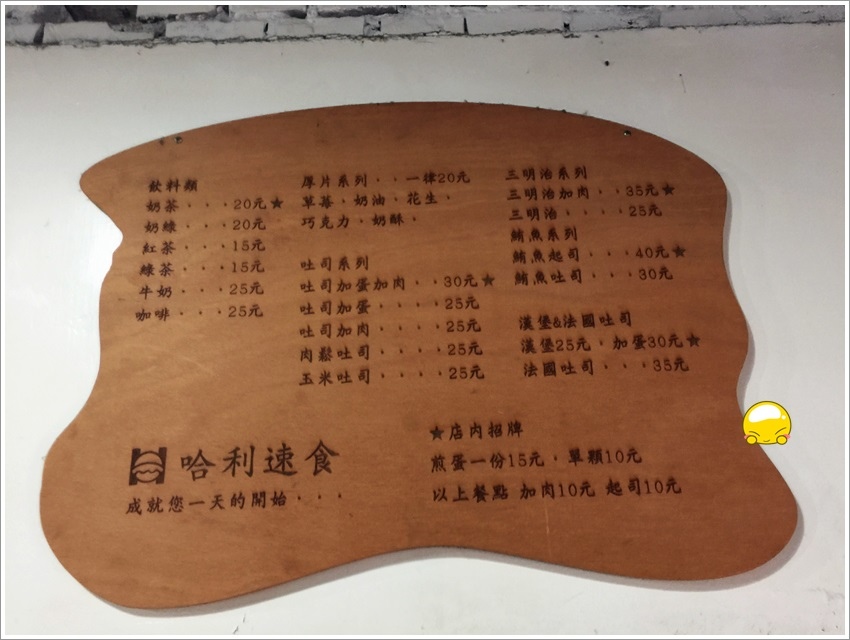 飲料類
奶茶···20元★
奶綠···20元
紅茶···15元
綠茶···15元
牛奶···25元
咖啡···25元
厚片系列··一律20元
草莓、奶油、花生、
巧克力、奶酥,
吐司系列
吐司加蛋加肉··30元★
吐司加蛋····25元
吐司加肉····25元
肉鬆吐司····25元
玉米吐司····25元
三明治系列
三明治加肉··35元★
三明治····25元
鮪魚系列
鮪魚起司···40元★
鮪魚吐司···30元
漢堡&法國吐司
漢堡25元,加蛋30元★
法國吐司···35元
哈利速食
成就您一天的開始···
★店內招牌
煎蛋一份15元,單顆10元
以上餐點 加肉10元 起司10元